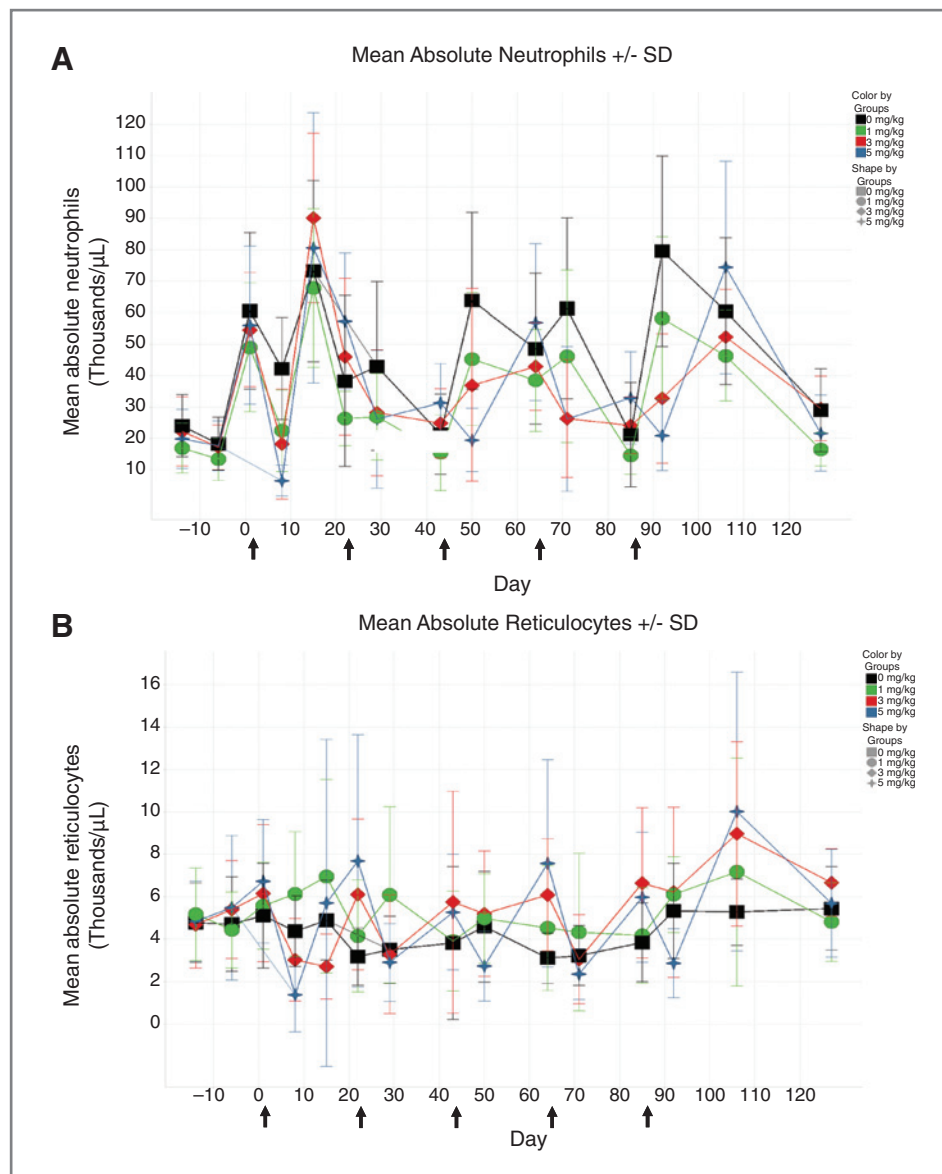 A
Mean Absolute Neutrophils +/- SD
Color by
Groups
0 mg/kg
1 mg/kg
3 mg/kg
5 mg/kg
Shape by
Groups
0 mg/kg
1 mg/kg
3 mg/kg
5 mg/kg
Mean absolute neutrophils
(Thousands/μL)
120
110
100
90
80
70
60
50
40
30
20
10
–10 0 10 20 30 40 50 60 70 80 90 100 110 120
Day
B
Mean Absolute Reticulocytes +/- SD
Color by
Groups
0 mg/kg
1 mg/kg
3 mg/kg
5 mg/kg
Shape by
Groups
0 mg/kg
1 mg/kg
3 mg/kg
5 mg/kg
Mean absolute reticulocytes
(Thousands/μL)
16
14
12
10
8
6
4
2
0
–10 0 10 20 30 40 50 60 70 80 90 100 110 120
Day